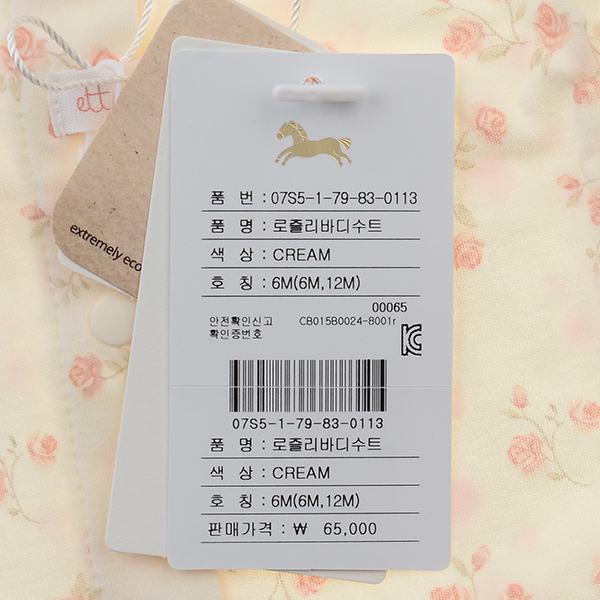 ett
extremely eco
품 번 : 07S5-1-79-83-0113
품 명 : 로즐리바디수트
색 상 : CREAM
호 칭 : 6M(6M,12M)
00065
안전확인신고 CB015B0024-8001r
확인증번호
07S5-1-79-83-0113
품 명 : 로즐리바디수트
색 상 : CREAM
호 칭 : 6M(6M,12M)
판매가격 : ₩ 65,000